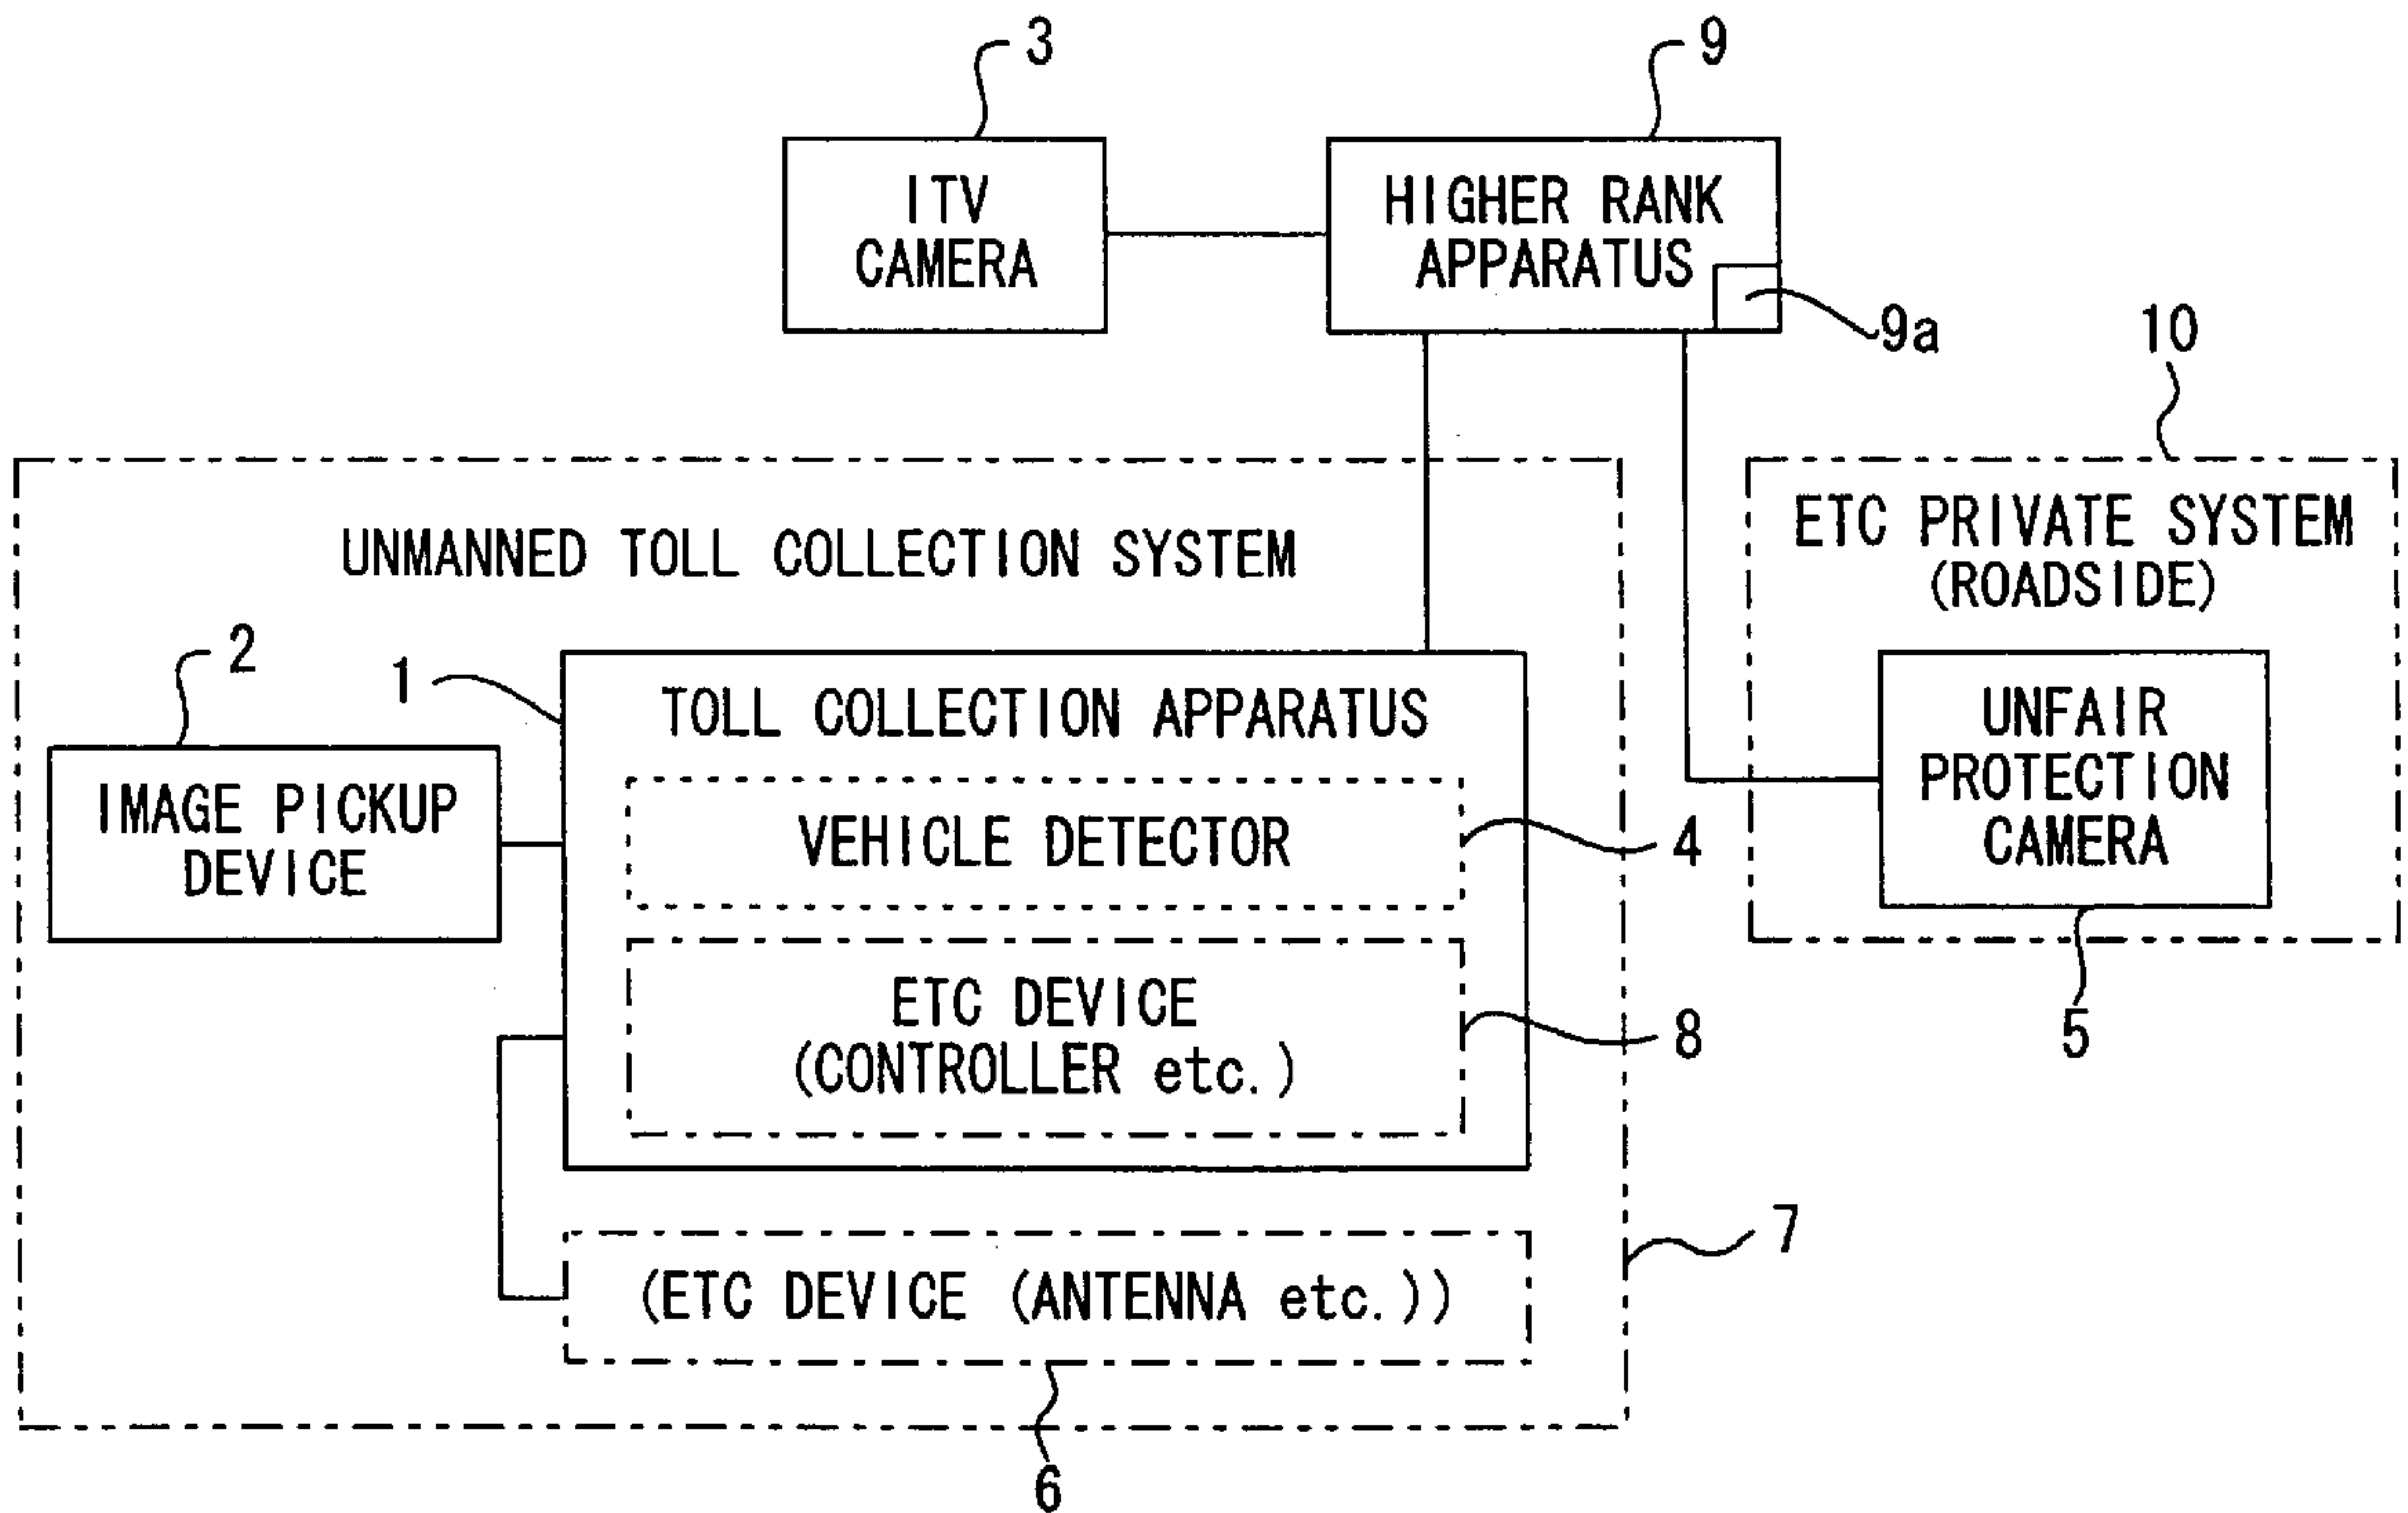 3
9
ITV
CAMERA
HIGHER RANK
APPARATUS
9a
10
UNMANNED TOLL COLLECTION SYSTEM
ETC PRIVATE SYSTEM
(ROADSIDE)
2
1
TOLL COLLECTION APPARATUS
UNFAIR
PROTECTION
CAMERA
IMAGE PICKUP
DEVICE
VEHICLE DETECTOR
4
ETC DEVICE
(CONTROLLER etc.)
8
5
7
(ETC DEVICE (ANTENNA etc.))
6